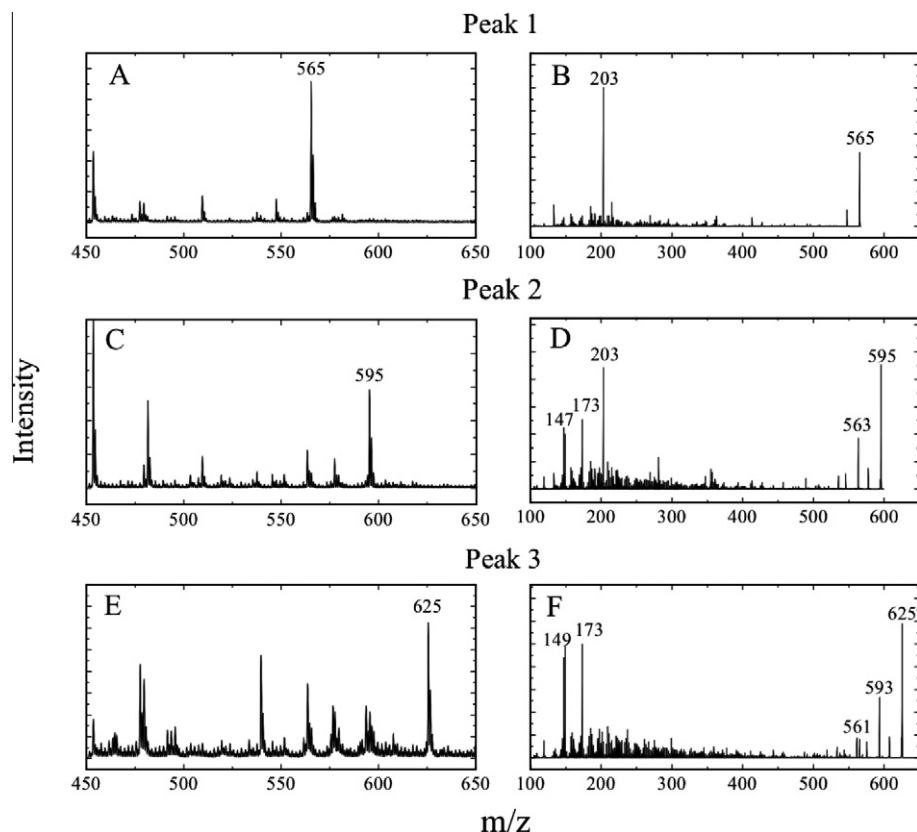 Peak 1
A
565
B
203
565
450 500 550 600 650
100 200 300 400 500 600
Peak 2
C
595
D
203
595
173
147
563
450 500 550 600 650
100 200 300 400 500 600
Peak 3
E
625
F
625
149
173
593
561
450 500 550 600 650
100 200 300 400 500 600
Intensity
m/z